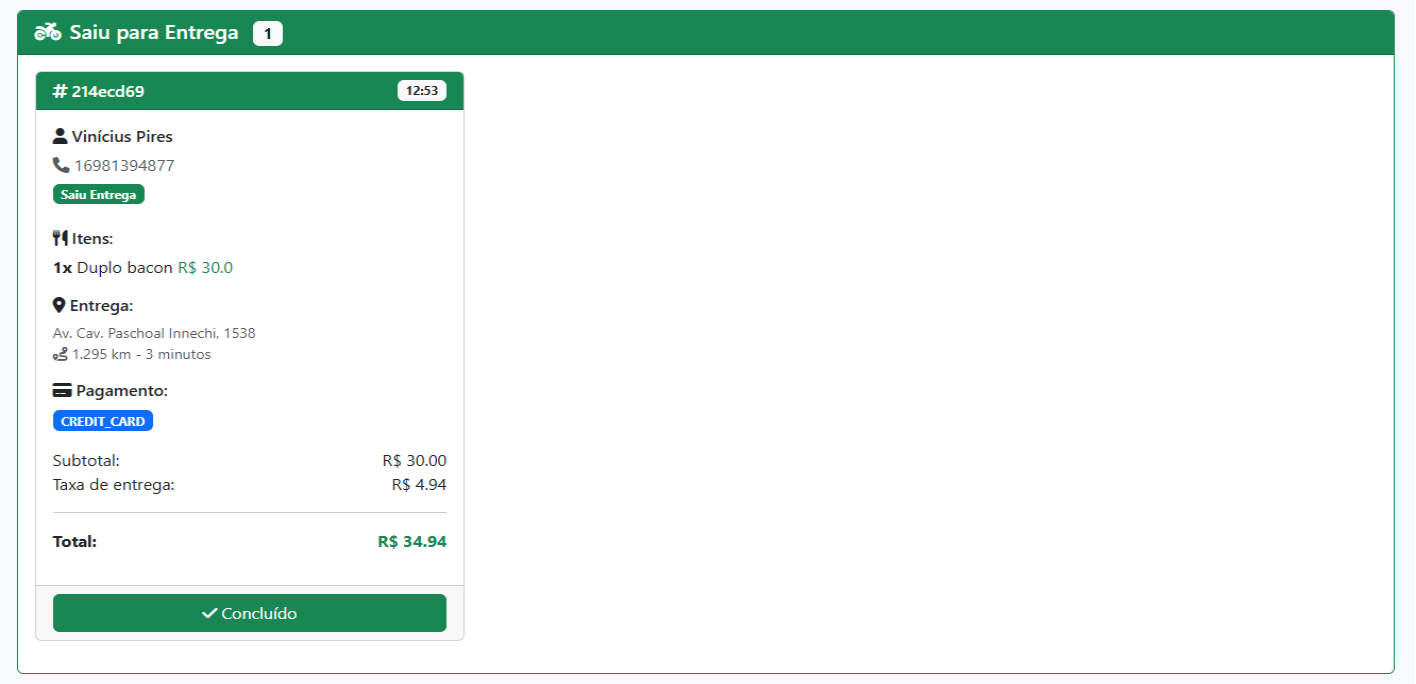 Saiu para Entrega 1
# 214ecd69 12:53
Vinícius Pires
16981394877
Saiu Entrega
Itens:
1x Duplo bacon R$ 30.0
Entrega:
Av. Cav. Paschoal Innechi, 1538
1.295 km - 3 minutos
Pagamento:
CREDIT_CARD
Subtotal: R$ 30.00
Taxa de entrega: R$ 4.94
Total: R$ 34.94
Concluído